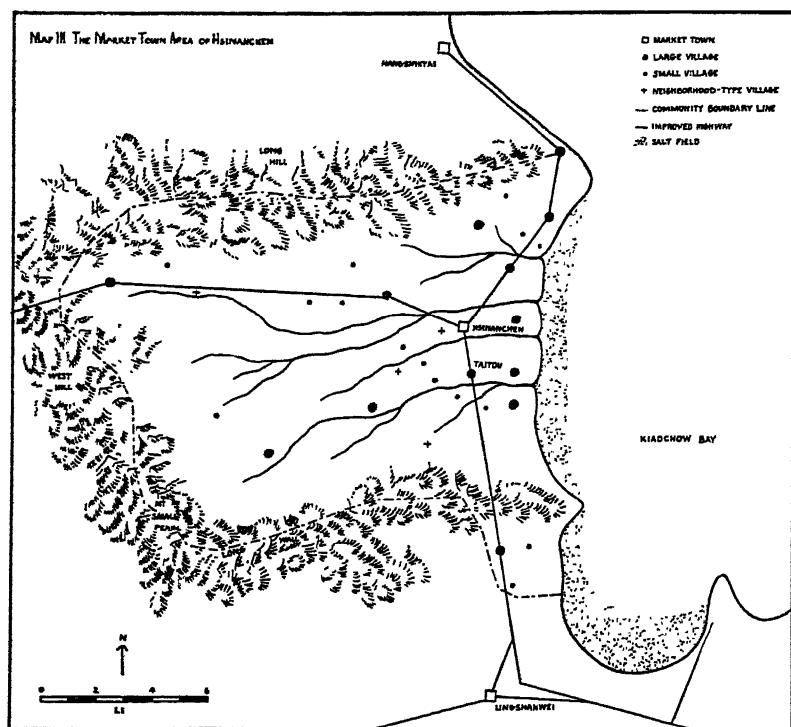 MAP III THE MARKET TOWN AREA OF HSINANCHEN
MARKET TOWN
LARGE VILLAGE
SMALL VILLAGE
NEIGHBORHOOD-TYPE VILLAGE
COMMUNITY BOUNDARY LINE
IMPROVED HIGHWAY
SALT FIELD
LONG
HILL
HSINANCHEN
TAITOU
WEST
HILL
KIAOCHOW BAY
SMALL
PEARL
N
0 2 4 6
LI
LINGSHANWEI